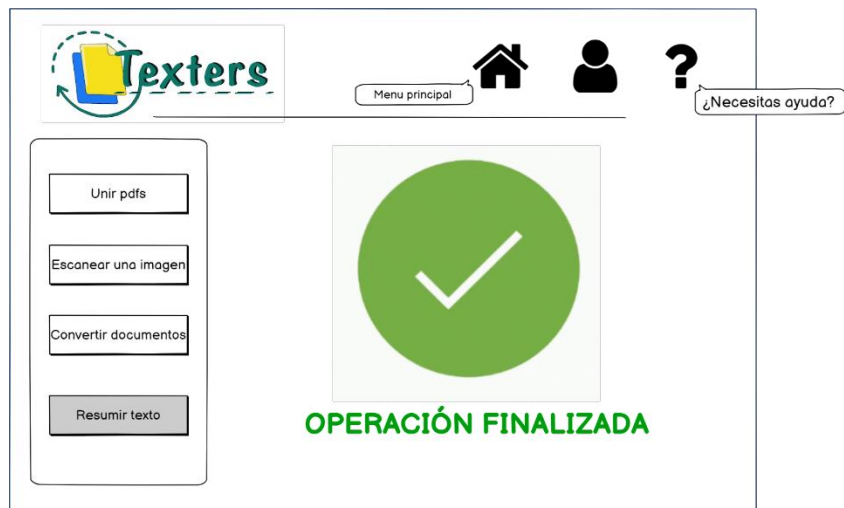 Texters
Menu principal
?
¿Necesitas ayuda?
Unir pdfs
Escanear una imagen
Convertir documentos
Resumir texto
OPERACIÓN FINALIZADA